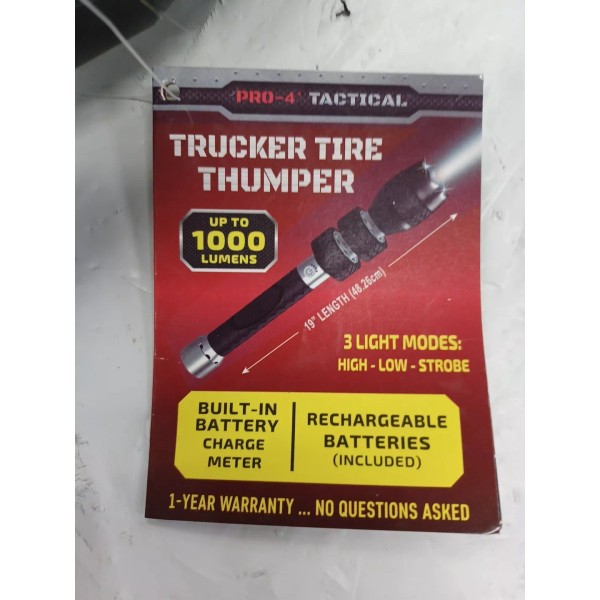 PRO-4 TACTICAL
TRUCKER TIRE
THUMPER
UP TO
1000
LUMENS
19" LENGTH (48.26cm)
3 LIGHT MODES:
HIGH - LOW - STROBE
BUILT-IN
BATTERY
CHARGE
METER
RECHARGEABLE
BATTERIES
(INCLUDED)
1-YEAR WARRANTY ... NO QUESTIONS ASKED